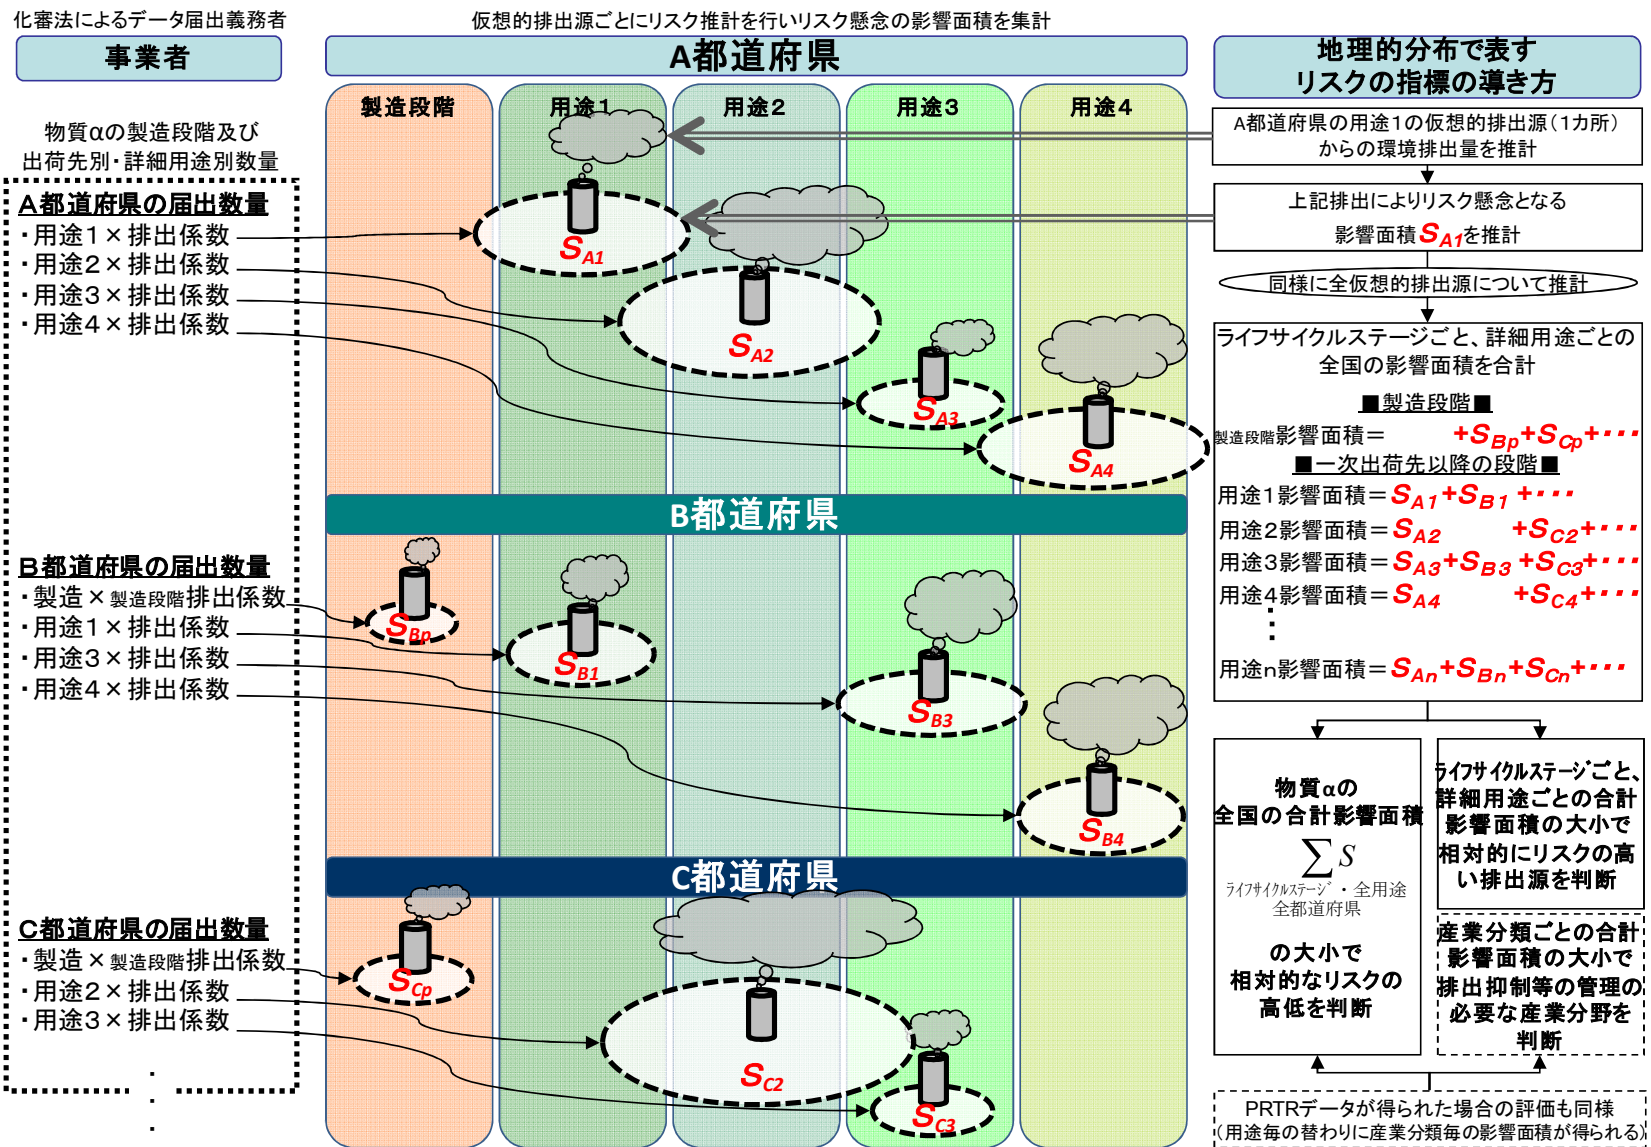 化審法によるデータ届出義務者
事業者
物質αの製造段階及び
出荷先別・詳細用途別数量
A都道府県の届出数量
・用途1×排出係数
・用途2×排出係数
・用途3×排出係数
・用途4×排出係数
B都道府県の届出数量
・製造×製造段階排出係数
・用途1×排出係数
・用途3×排出係数
・用途4×排出係数
C都道府県の届出数量
・製造×製造段階排出係数
・用途2×排出係数
・用途3×排出係数
・
・
・
仮想的排出源ごとにリスク推計を行いリスク懸念の影響面積を集計
A都道府県
製造段階
用途1
用途2
用途3
用途4
SA1
SA2
SA3
SA4
B都道府県
SBp
SB1
SB3
SB4
C都道府県
SCp
SC2
SC3
地理的分布で表す
リスクの指標の導き方
A都道府県の用途1の仮想的排出源(1カ所)
からの環境排出量を推計
上記排出によりリスク懸念となる
影響面積SA1を推計
同様に全仮想的排出源について推計
ライフサイクルステージごと、詳細用途ごとの
全国の影響面積を合計
■製造段階■
製造段階影響面積= +SBp+SCp+・・・
■一次出荷先以降の段階■
用途1影響面積=SA1+SB1 +・・・
用途2影響面積=SA2 +SC2+・・・
用途3影響面積=SA3+SB3 +SC3+・・・
用途4影響面積=SA4 +SC4+・・・
:
用途n影響面積=SAn+SBn+SCn+・・・
物質αの
全国の合計影響面積
∑S
ライフサイクルステージ・全用途
全都道府県
の大小で
相対的なリスクの
高低を判断
ライフサイクルステージごと、
詳細用途ごとの合計
影響面積の大小で
相対的にリスクの高
い排出源を判断
産業分類ごとの合計
影響面積の大小で
排出抑制等の管理の
必要な産業分野を
判断
PRTRデータが得られた場合の評価も同様
(用途毎の替わりに産業分類毎の影響面積が得られる)